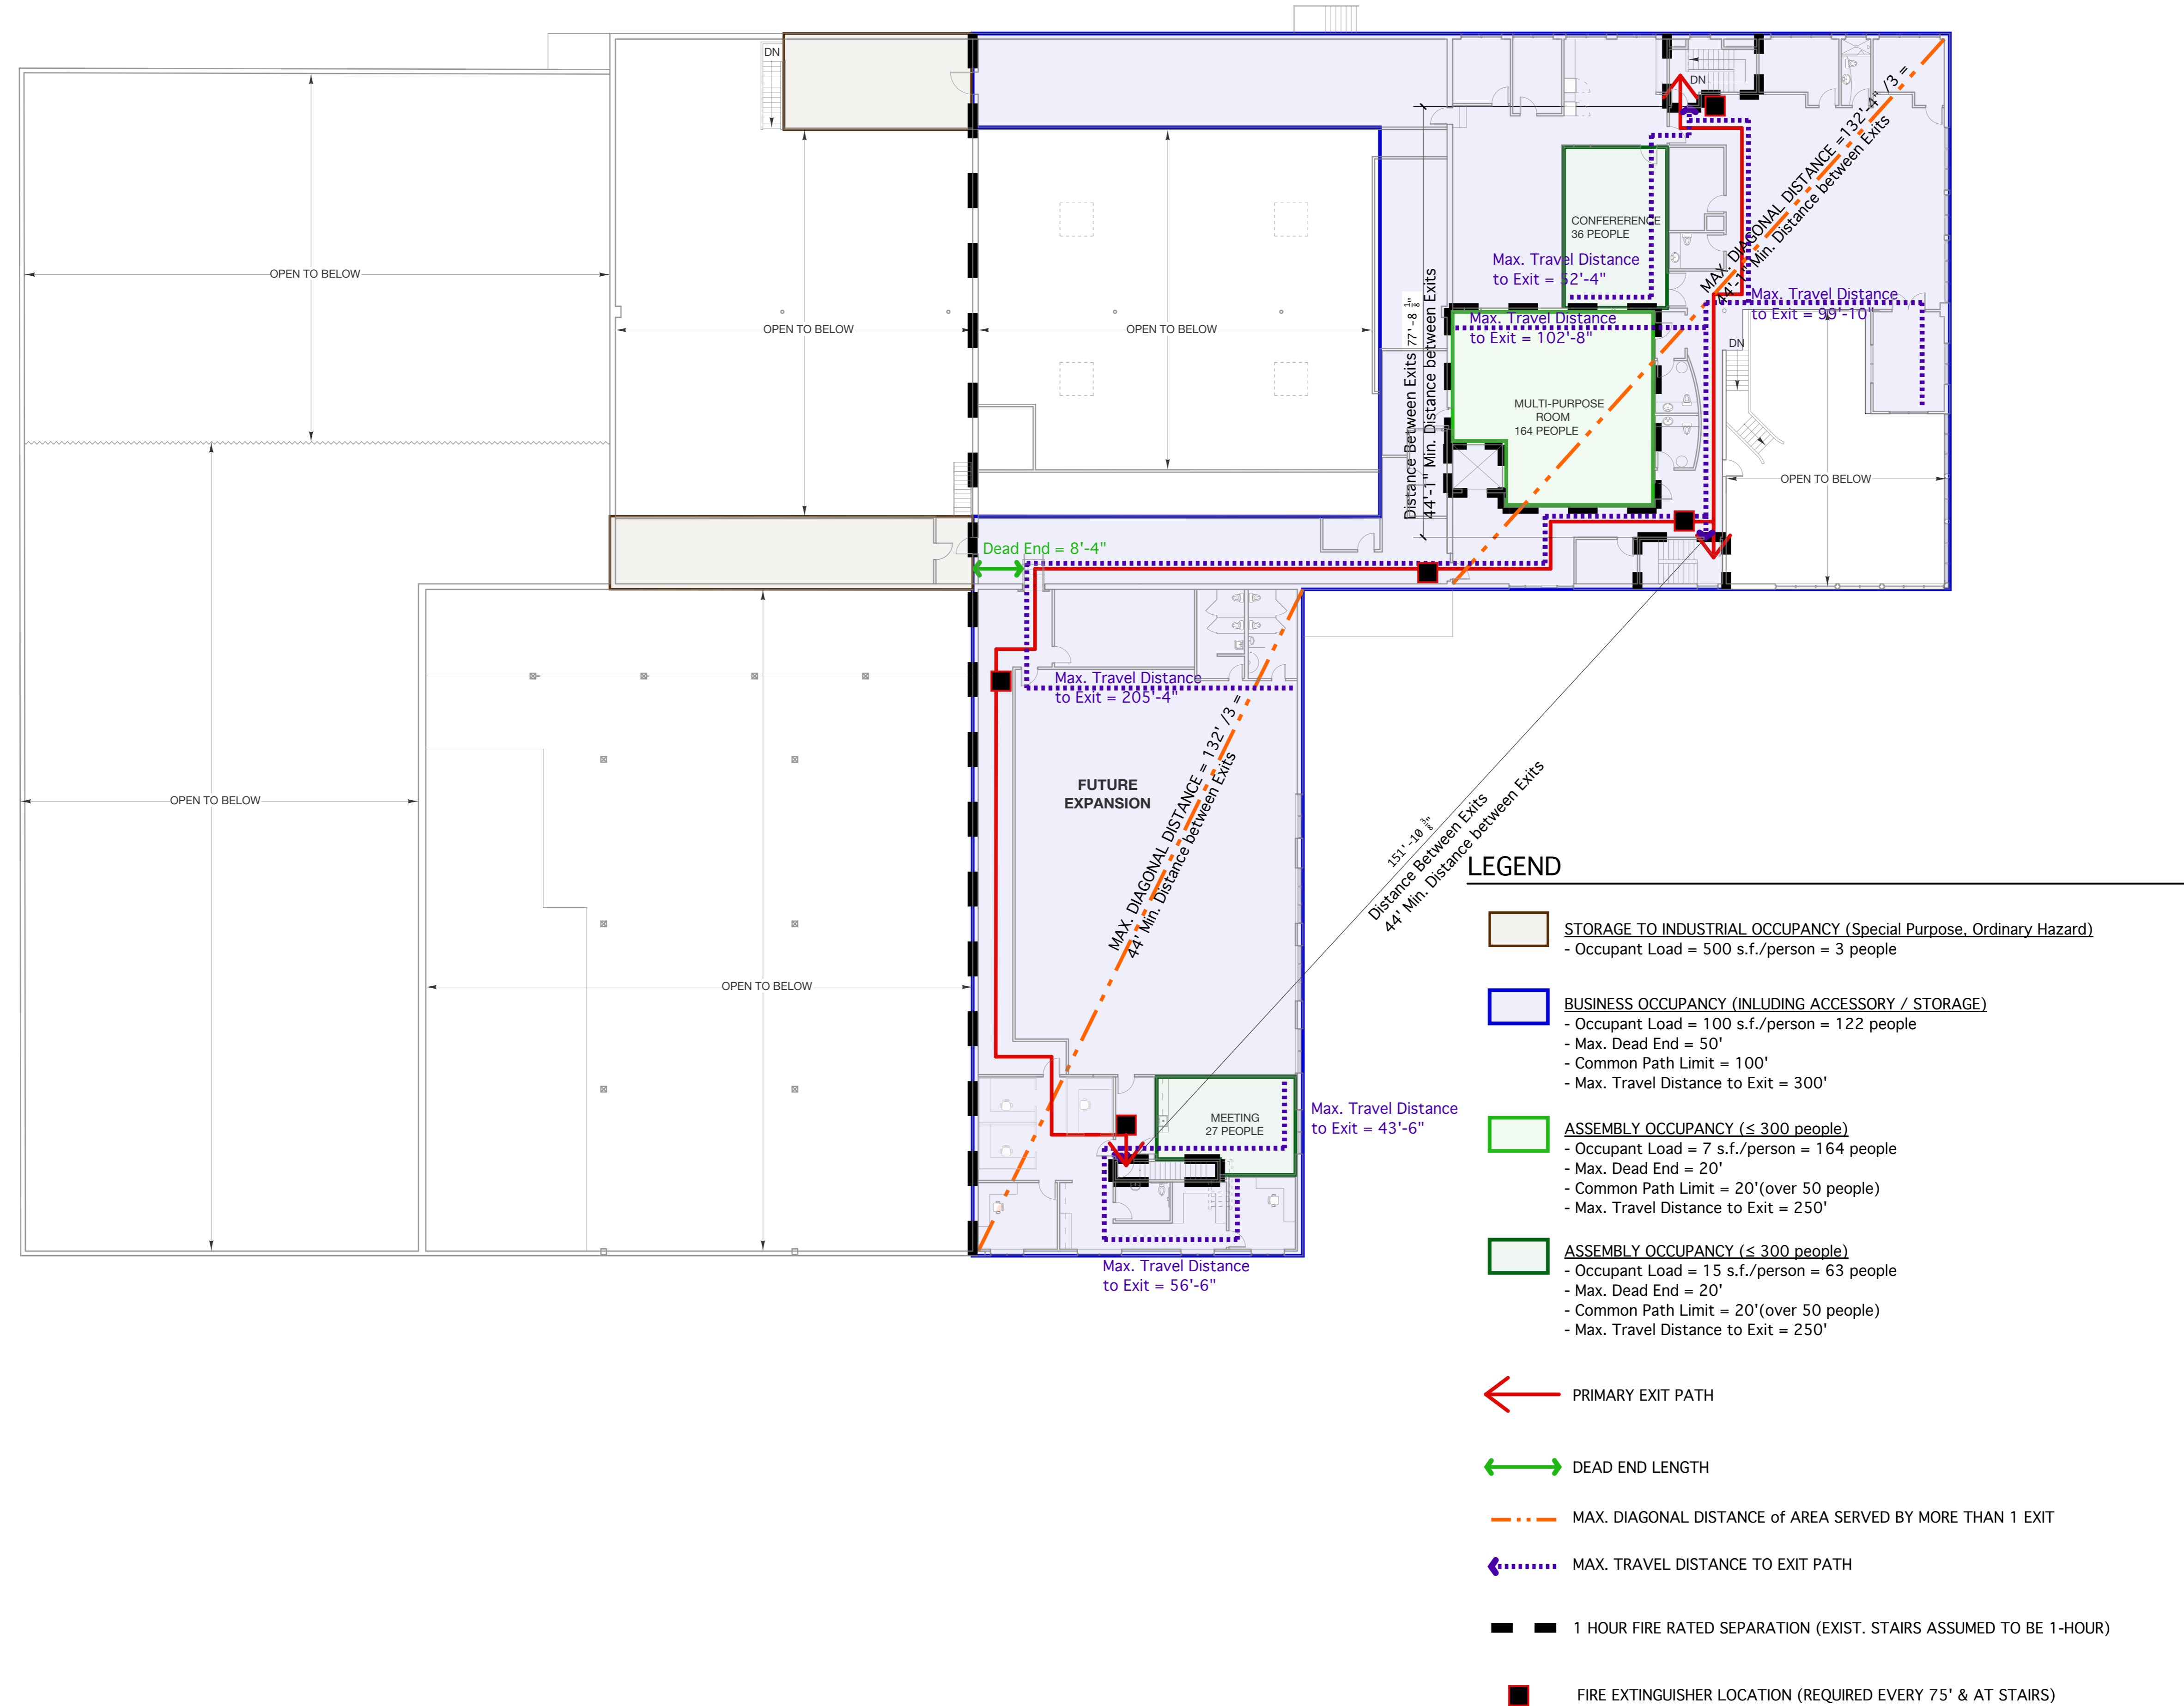 DN
DN
OPEN TO BELOW
CONFERERENCE
36 PEOPLE
MAX. DIAGONAL DISTANCE =132'-4" /3 =
44'-1" Min. Distance between Exits
Max. Travel Distance
to Exit = 52'-4"
Max. Travel Distance
to Exit = 99'-10"
Max. Travel Distance
to Exit = 102'-8"
OPEN TO BELOW
OPEN TO BELOW
Distance Between Exits 77'-8 1/16"
44'-1" Min. Distance between Exits
DN
MULTI-PURPOSE
ROOM
164 PEOPLE
OPEN TO BELOW
Dead End = 8'-4"
Max. Travel Distance
to Exit = 205'-4"
MAX. DIAGONAL DISTANCE = 132' /3 =
44' Min. Distance between Exits
FUTURE
EXPANSION
OPEN TO BELOW
151'-10 3/16"
Distance Between Exits
44' Min. Distance between Exits
OPEN TO BELOW
MEETING
27 PEOPLE
Max. Travel Distance
to Exit = 43'-6"
Max. Travel Distance
to Exit = 56'-6"
LEGEND
STORAGE TO INDUSTRIAL OCCUPANCY (Special Purpose, Ordinary Hazard)
- Occupant Load = 500 s.f./person = 3 people
BUSINESS OCCUPANCY (INLUDING ACCESSORY / STORAGE)
- Occupant Load = 100 s.f./person = 122 people
- Max. Dead End = 50'
- Common Path Limit = 100'
- Max. Travel Distance to Exit = 300'
ASSEMBLY OCCUPANCY (≤ 300 people)
- Occupant Load = 7 s.f./person = 164 people
- Max. Dead End = 20'
- Common Path Limit = 20'(over 50 people)
- Max. Travel Distance to Exit = 250'
ASSEMBLY OCCUPANCY (≤ 300 people)
- Occupant Load = 15 s.f./person = 63 people
- Max. Dead End = 20'
- Common Path Limit = 20'(over 50 people)
- Max. Travel Distance to Exit = 250'
PRIMARY EXIT PATH
DEAD END LENGTH
MAX. DIAGONAL DISTANCE of AREA SERVED BY MORE THAN 1 EXIT
MAX. TRAVEL DISTANCE TO EXIT PATH
1 HOUR FIRE RATED SEPARATION (EXIST. STAIRS ASSUMED TO BE 1-HOUR)
FIRE EXTINGUISHER LOCATION (REQUIRED EVERY 75' & AT STAIRS)